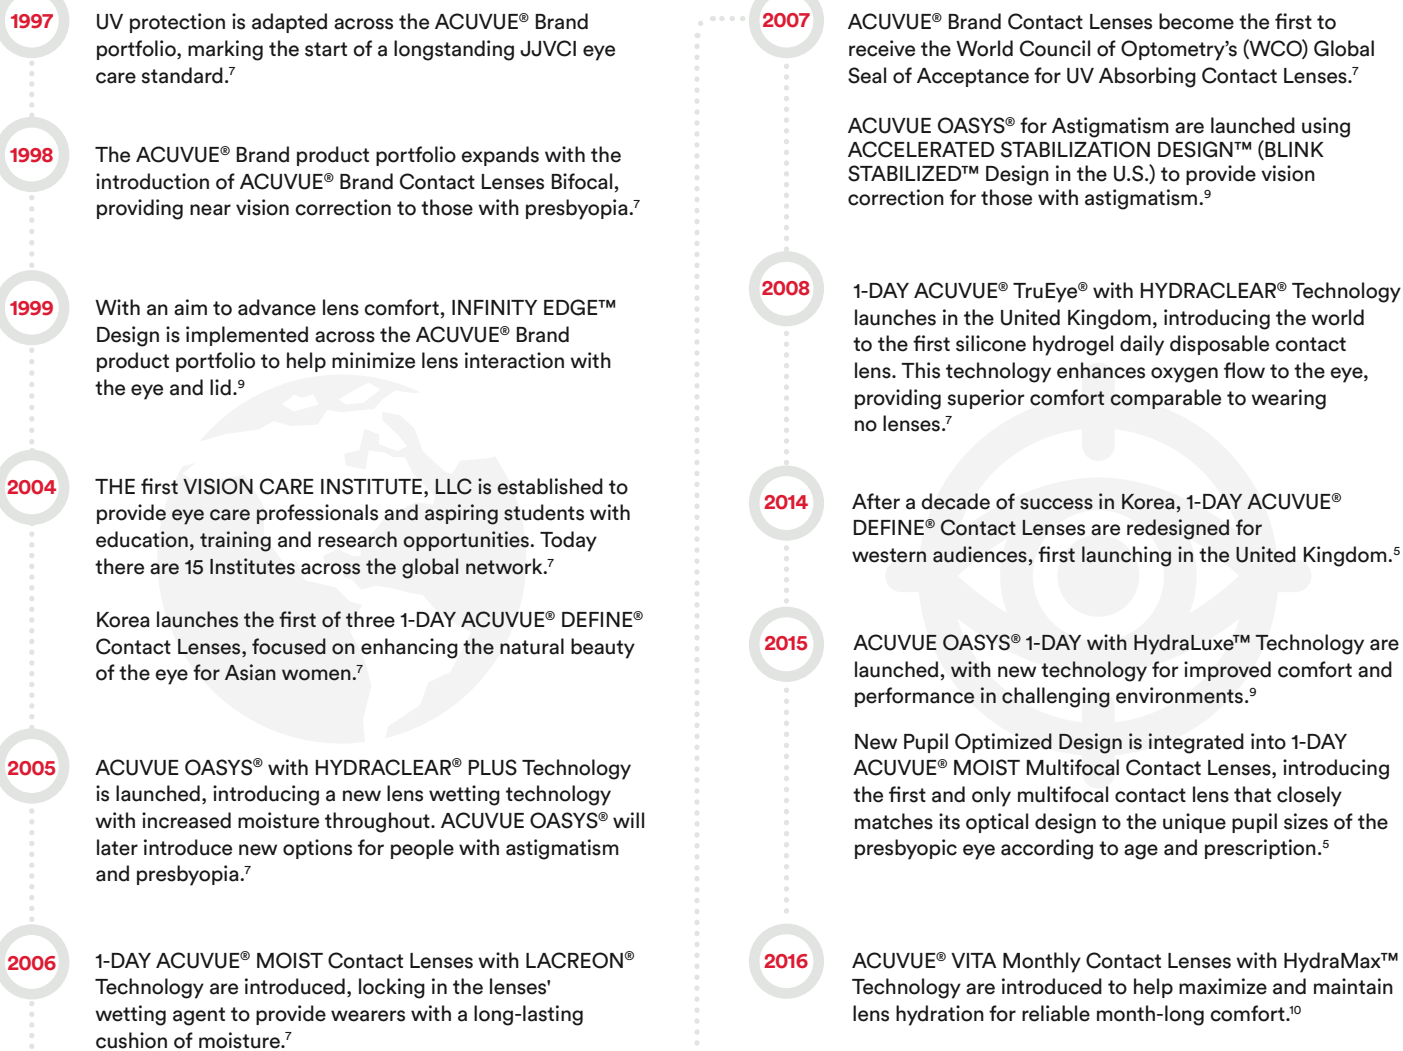 1997
UV protection is adapted across the ACUVUE® Brand
portfolio, marking the start of a longstanding JJVCI eye
care standard.⁷
1998
The ACUVUE® Brand product portfolio expands with the
introduction of ACUVUE® Brand Contact Lenses Bifocal,
providing near vision correction to those with presbyopia.⁷
1999
With an aim to advance lens comfort, INFINITY EDGE™
Design is implemented across the ACUVUE® Brand
product portfolio to help minimize lens interaction with
the eye and lid.⁹
2004
THE first VISION CARE INSTITUTE, LLC is established to
provide eye care professionals and aspiring students with
education, training and research opportunities. Today
there are 15 Institutes across the global network.⁷
Korea launches the first of three 1-DAY ACUVUE® DEFINE®
Contact Lenses, focused on enhancing the natural beauty
of the eye for Asian women.⁷
2005
ACUVUE OASYS® with HYDRACLEAR® PLUS Technology
is launched, introducing a new lens wetting technology
with increased moisture throughout. ACUVUE OASYS® will
later introduce new options for people with astigmatism
and presbyopia.⁷
2006
1-DAY ACUVUE® MOIST Contact Lenses with LACREON®
Technology are introduced, locking in the lenses'
wetting agent to provide wearers with a long-lasting
cushion of moisture.⁷
2007
ACUVUE® Brand Contact Lenses become the first to
receive the World Council of Optometry’s (WCO) Global
Seal of Acceptance for UV Absorbing Contact Lenses.⁷
ACUVUE OASYS® for Astigmatism are launched using
ACCELERATED STABILIZATION DESIGN™ (BLINK
STABILIZED™ Design in the U.S.) to provide vision
correction for those with astigmatism.⁹
2008
1-DAY ACUVUE® TruEye® with HYDRACLEAR® Technology
launches in the United Kingdom, introducing the world
to the first silicone hydrogel daily disposable contact
lens. This technology enhances oxygen flow to the eye,
providing superior comfort comparable to wearing
no lenses.⁷
2014
After a decade of success in Korea, 1-DAY ACUVUE®
DEFINE® Contact Lenses are redesigned for
western audiences, first launching in the United Kingdom.⁵
2015
ACUVUE OASYS® 1-DAY with HydraLuxe™ Technology are
launched, with new technology for improved comfort and
performance in challenging environments.⁹
New Pupil Optimized Design is integrated into 1-DAY
ACUVUE® MOIST Multifocal Contact Lenses, introducing
the first and only multifocal contact lens that closely
matches its optical design to the unique pupil sizes of the
presbyopic eye according to age and prescription.⁵
2016
ACUVUE® VITA Monthly Contact Lenses with HydraMax™
Technology are introduced to help maximize and maintain
lens hydration for reliable month-long comfort.¹⁰